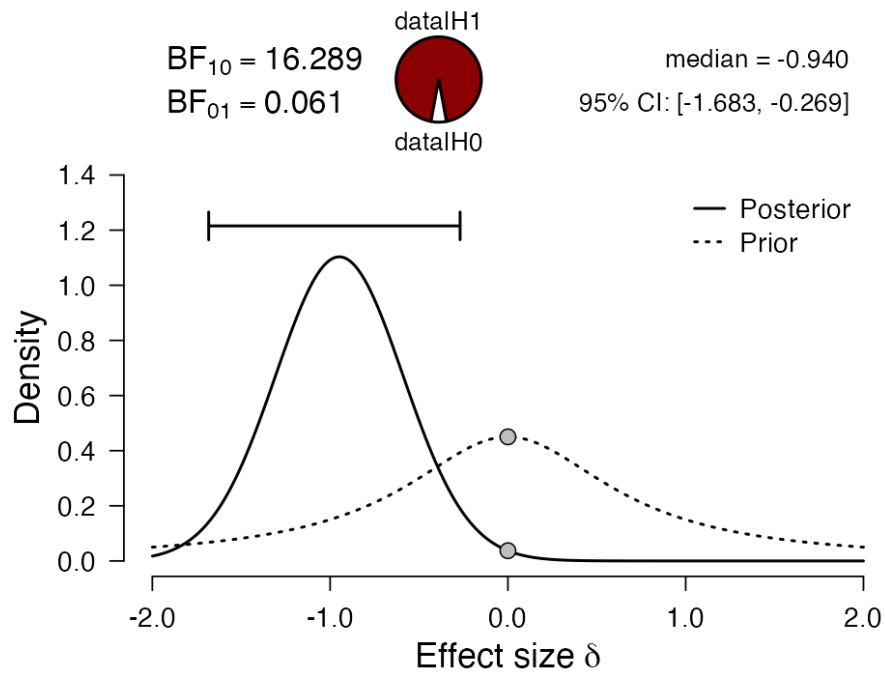 data|H1
BF₁₀ = 16.289
BF₀₁ = 0.061
median = -0.940
95% CI: [-1.683, -0.269]
data|H0
Posterior
Prior
1.4
1.2
1.0
0.8
0.6
0.4
0.2
0.0
Density
-2.0 -1.0 0.0 1.0 2.0
Effect size δ